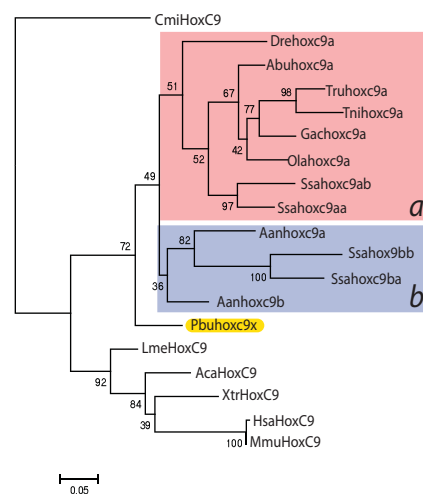 CmiHoxC9
Drehoxc9a
51
Abuhoxc9a
67
98
Truhoxc9a
77
Tnihoxc9a
Gachoxc9a
42
52
Olahoxc9a
49
Ssahoxc9ab
97
Ssahoxc9aa
a
Aanhoxc9a
82
72
Ssahox9bb
100
Ssahoxc9ba
36
Aanhoxc9b
b
Pbuhoxc9x
LmeHoxC9
92
AcaHoxC9
84
XtrHoxC9
39
HsaHoxC9
100
MmuHoxC9
0.05